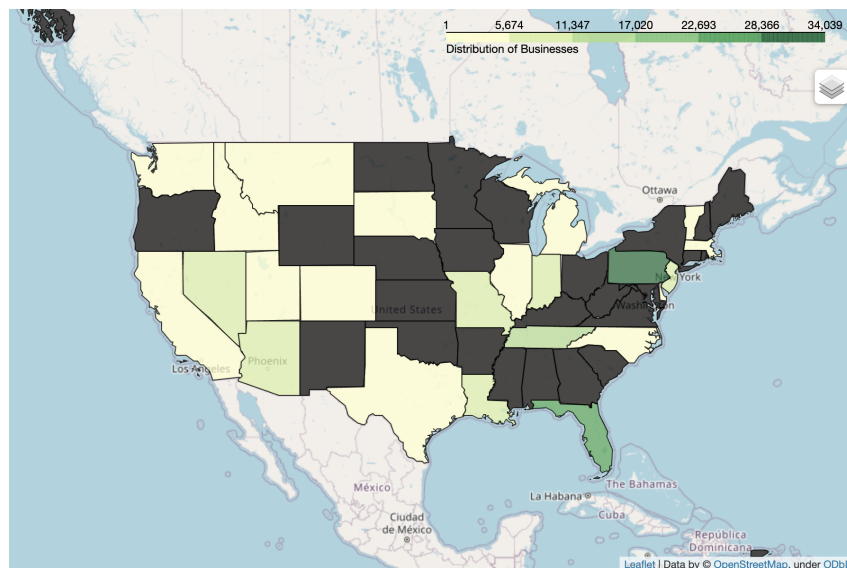 1 5,674 11,347 17,020 22,693 28,366 34,039
Distribution of Businesses
Ottawa
New York
United States
Washington
Los Angeles
Phoenix
The Bahamas
La Habana
México
Cuba
Ciudad
de México
República
Dominicana
Leaflet | Data by © OpenStreetMap, under ODbl